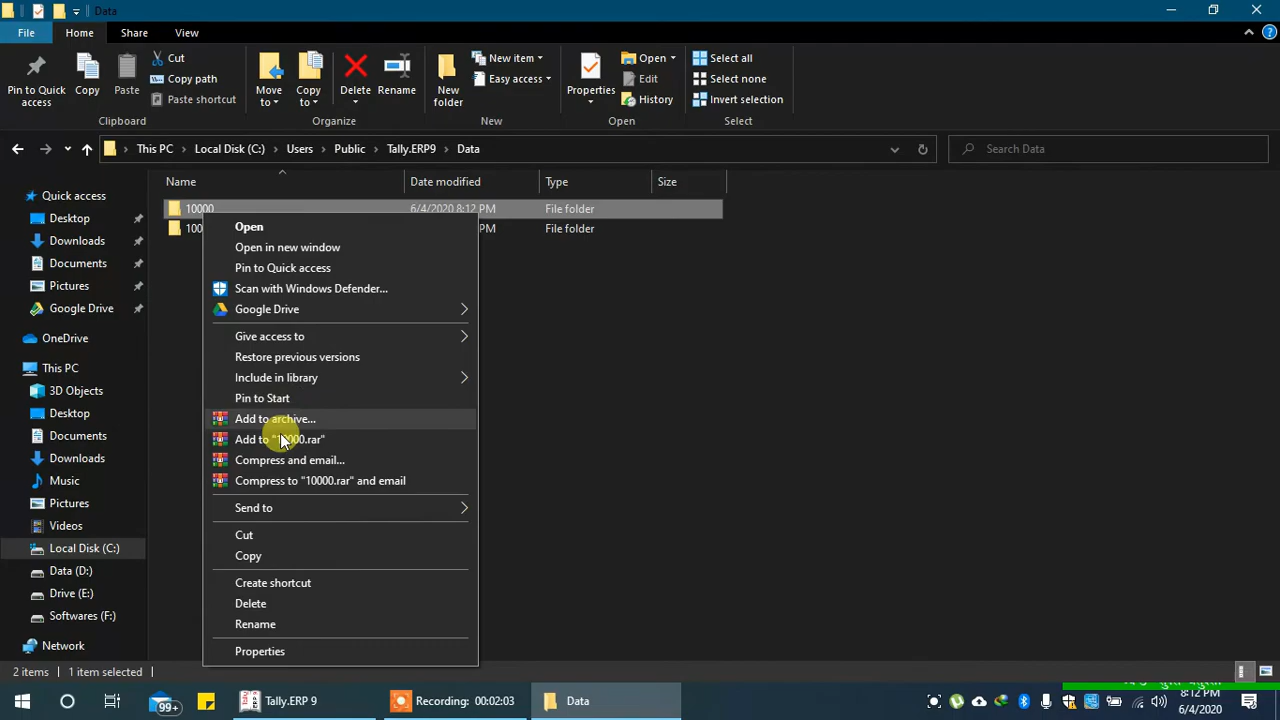 Data
File
Home
Share
View
Pin to Quick access
Copy
Paste
Cut
Copy path
Paste shortcut
Clipboard
Move to
Copy to
Delete
Rename
Organize
New folder
New item
Easy access
New
Properties
Open
Edit
History
Open
Select all
Select none
Invert selection
Select
This PC
Local Disk (C:)
Users
Public
Tally.ERP9
Data
Search Data
Name
Date modified
Type
Size
10000
6/4/2020 8:12 PM
File folder
100
PM
File folder
Quick access
Desktop
Downloads
Documents
Pictures
Google Drive
OneDrive
This PC
3D Objects
Desktop
Documents
Downloads
Music
Pictures
Videos
Local Disk (C:)
Data (D:)
Drive (E:)
Softwares (F:)
Network
Open
Open in new window
Pin to Quick access
Scan with Windows Defender...
Google Drive
Give access to
Restore previous versions
Include in library
Pin to Start
Add to archive...
Add to "10000.rar"
Compress and email...
Compress to "10000.rar" and email
Send to
Cut
Copy
Create shortcut
Delete
Rename
Properties
2 items
1 item selected
99+
Tally.ERP 9
Recording: 00:02:03
Data
8:12 PM
6/4/2020